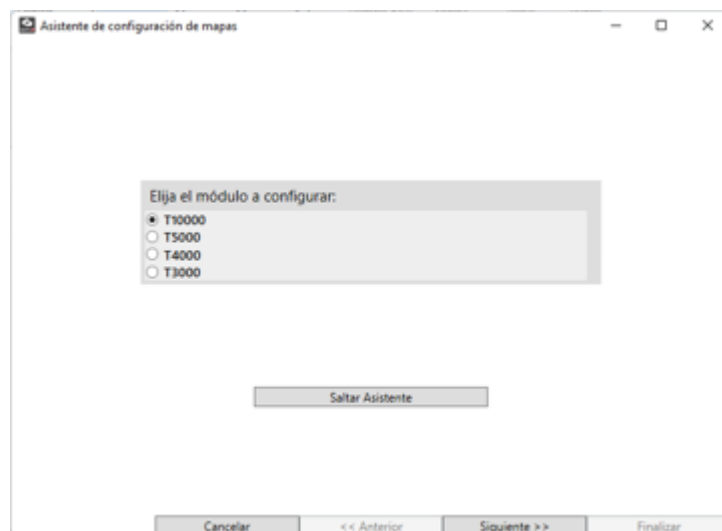 Asistente de configuración de mapas
Elija el módulo a configurar:
T10000
T5000
T4000
T3000
Saltar Asistente
Cancelar
<< Anterior
Siguiente >>
Finalizar